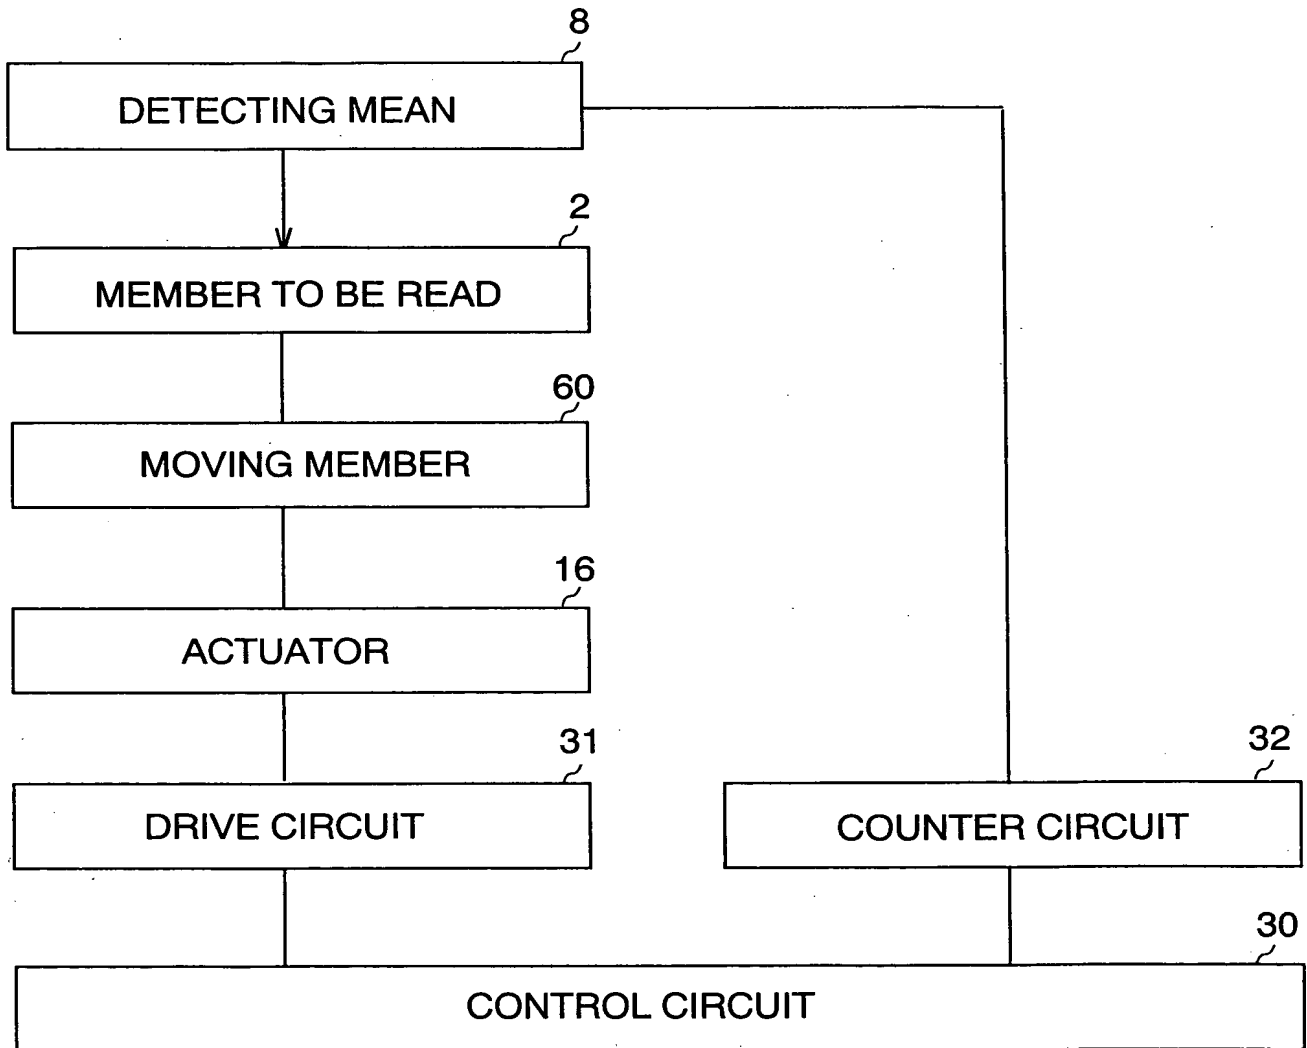 8
DETECTING MEAN
2
MEMBER TO BE READ
60
MOVING MEMBER
16
ACTUATOR
31
DRIVE CIRCUIT
32
COUNTER CIRCUIT
30
CONTROL CIRCUIT